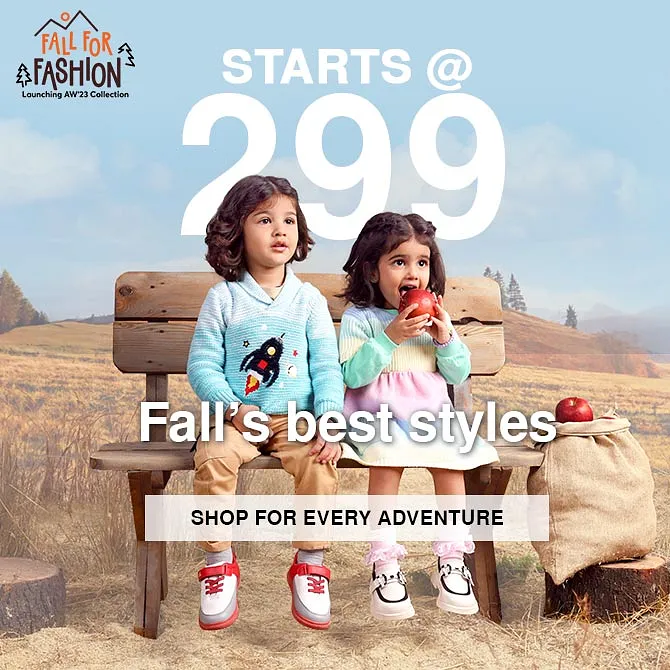 FALL FOR
FASHION
Launching AW'23 Collection
STARTS @
299
Fall's best styles
SHOP FOR EVERY ADVENTURE